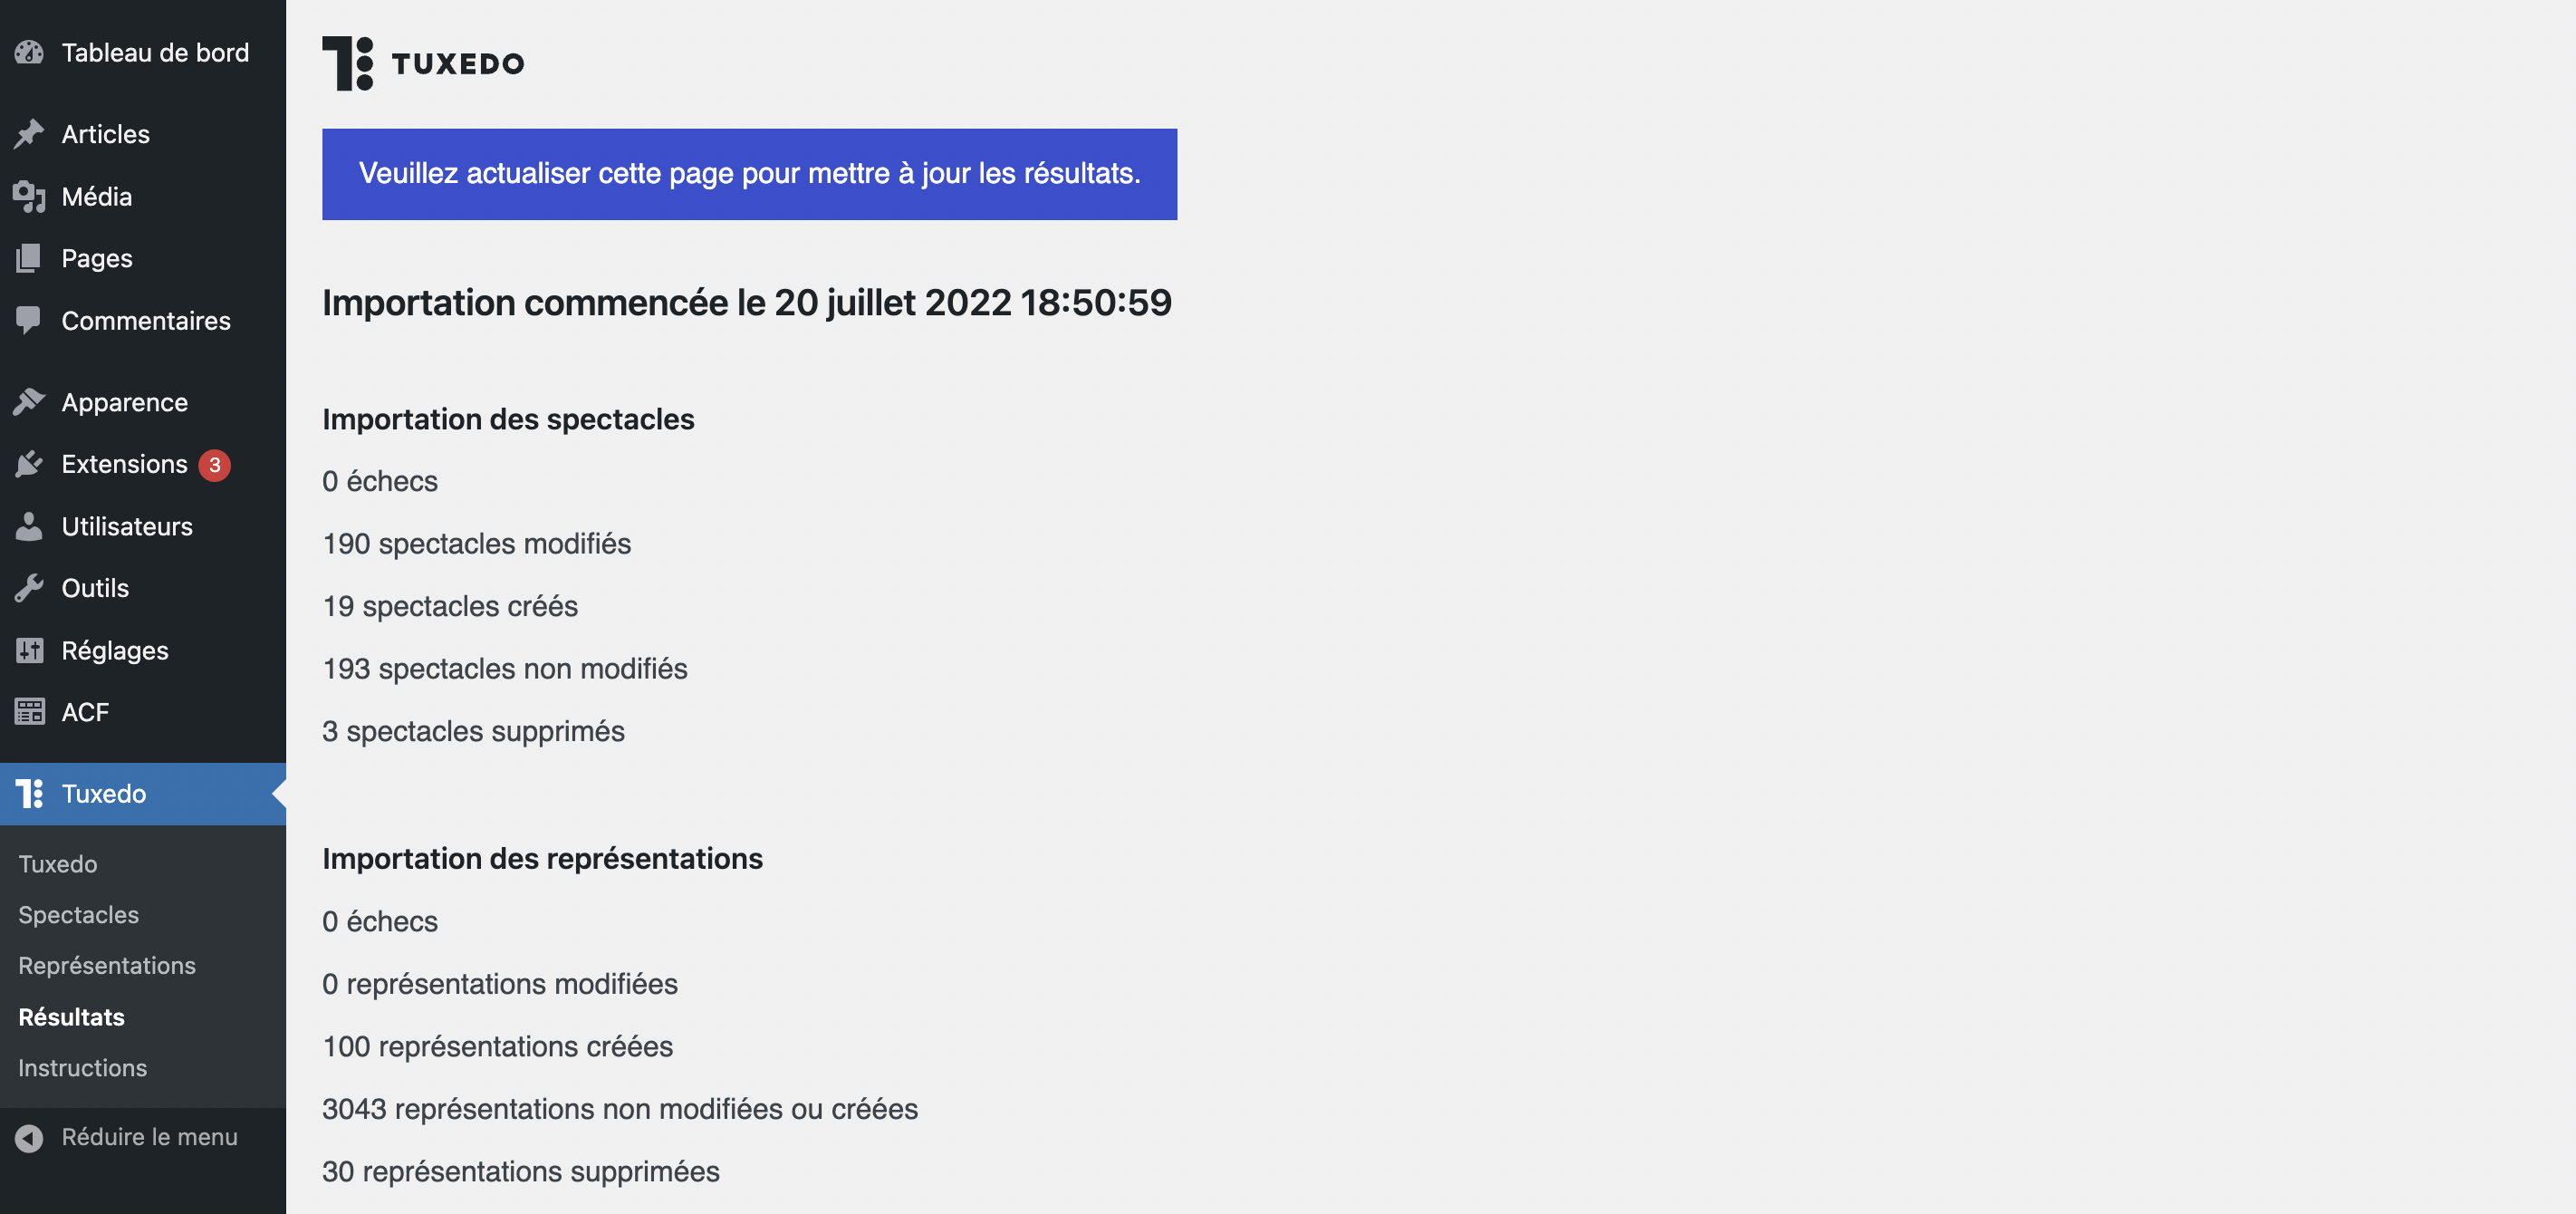 Tableau de bord
Articles
Média
Pages
Commentaires
Apparence
Extensions 3
Utilisateurs
Outils
Réglages
ACF
Tuxedo
Tuxedo
Spectacles
Représentations
Résultats
Instructions
Réduire le menu
TUXEDO
Veuillez actualiser cette page pour mettre à jour les résultats.
Importation commencée le 20 juillet 2022 18:50:59
Importation des spectacles
0 échecs
190 spectacles modifiés
19 spectacles créés
193 spectacles non modifiés
3 spectacles supprimés
Importation des représentations
0 échecs
0 représentations modifiées
100 représentations créées
3043 représentations non modifiées ou créées
30 représentations supprimées